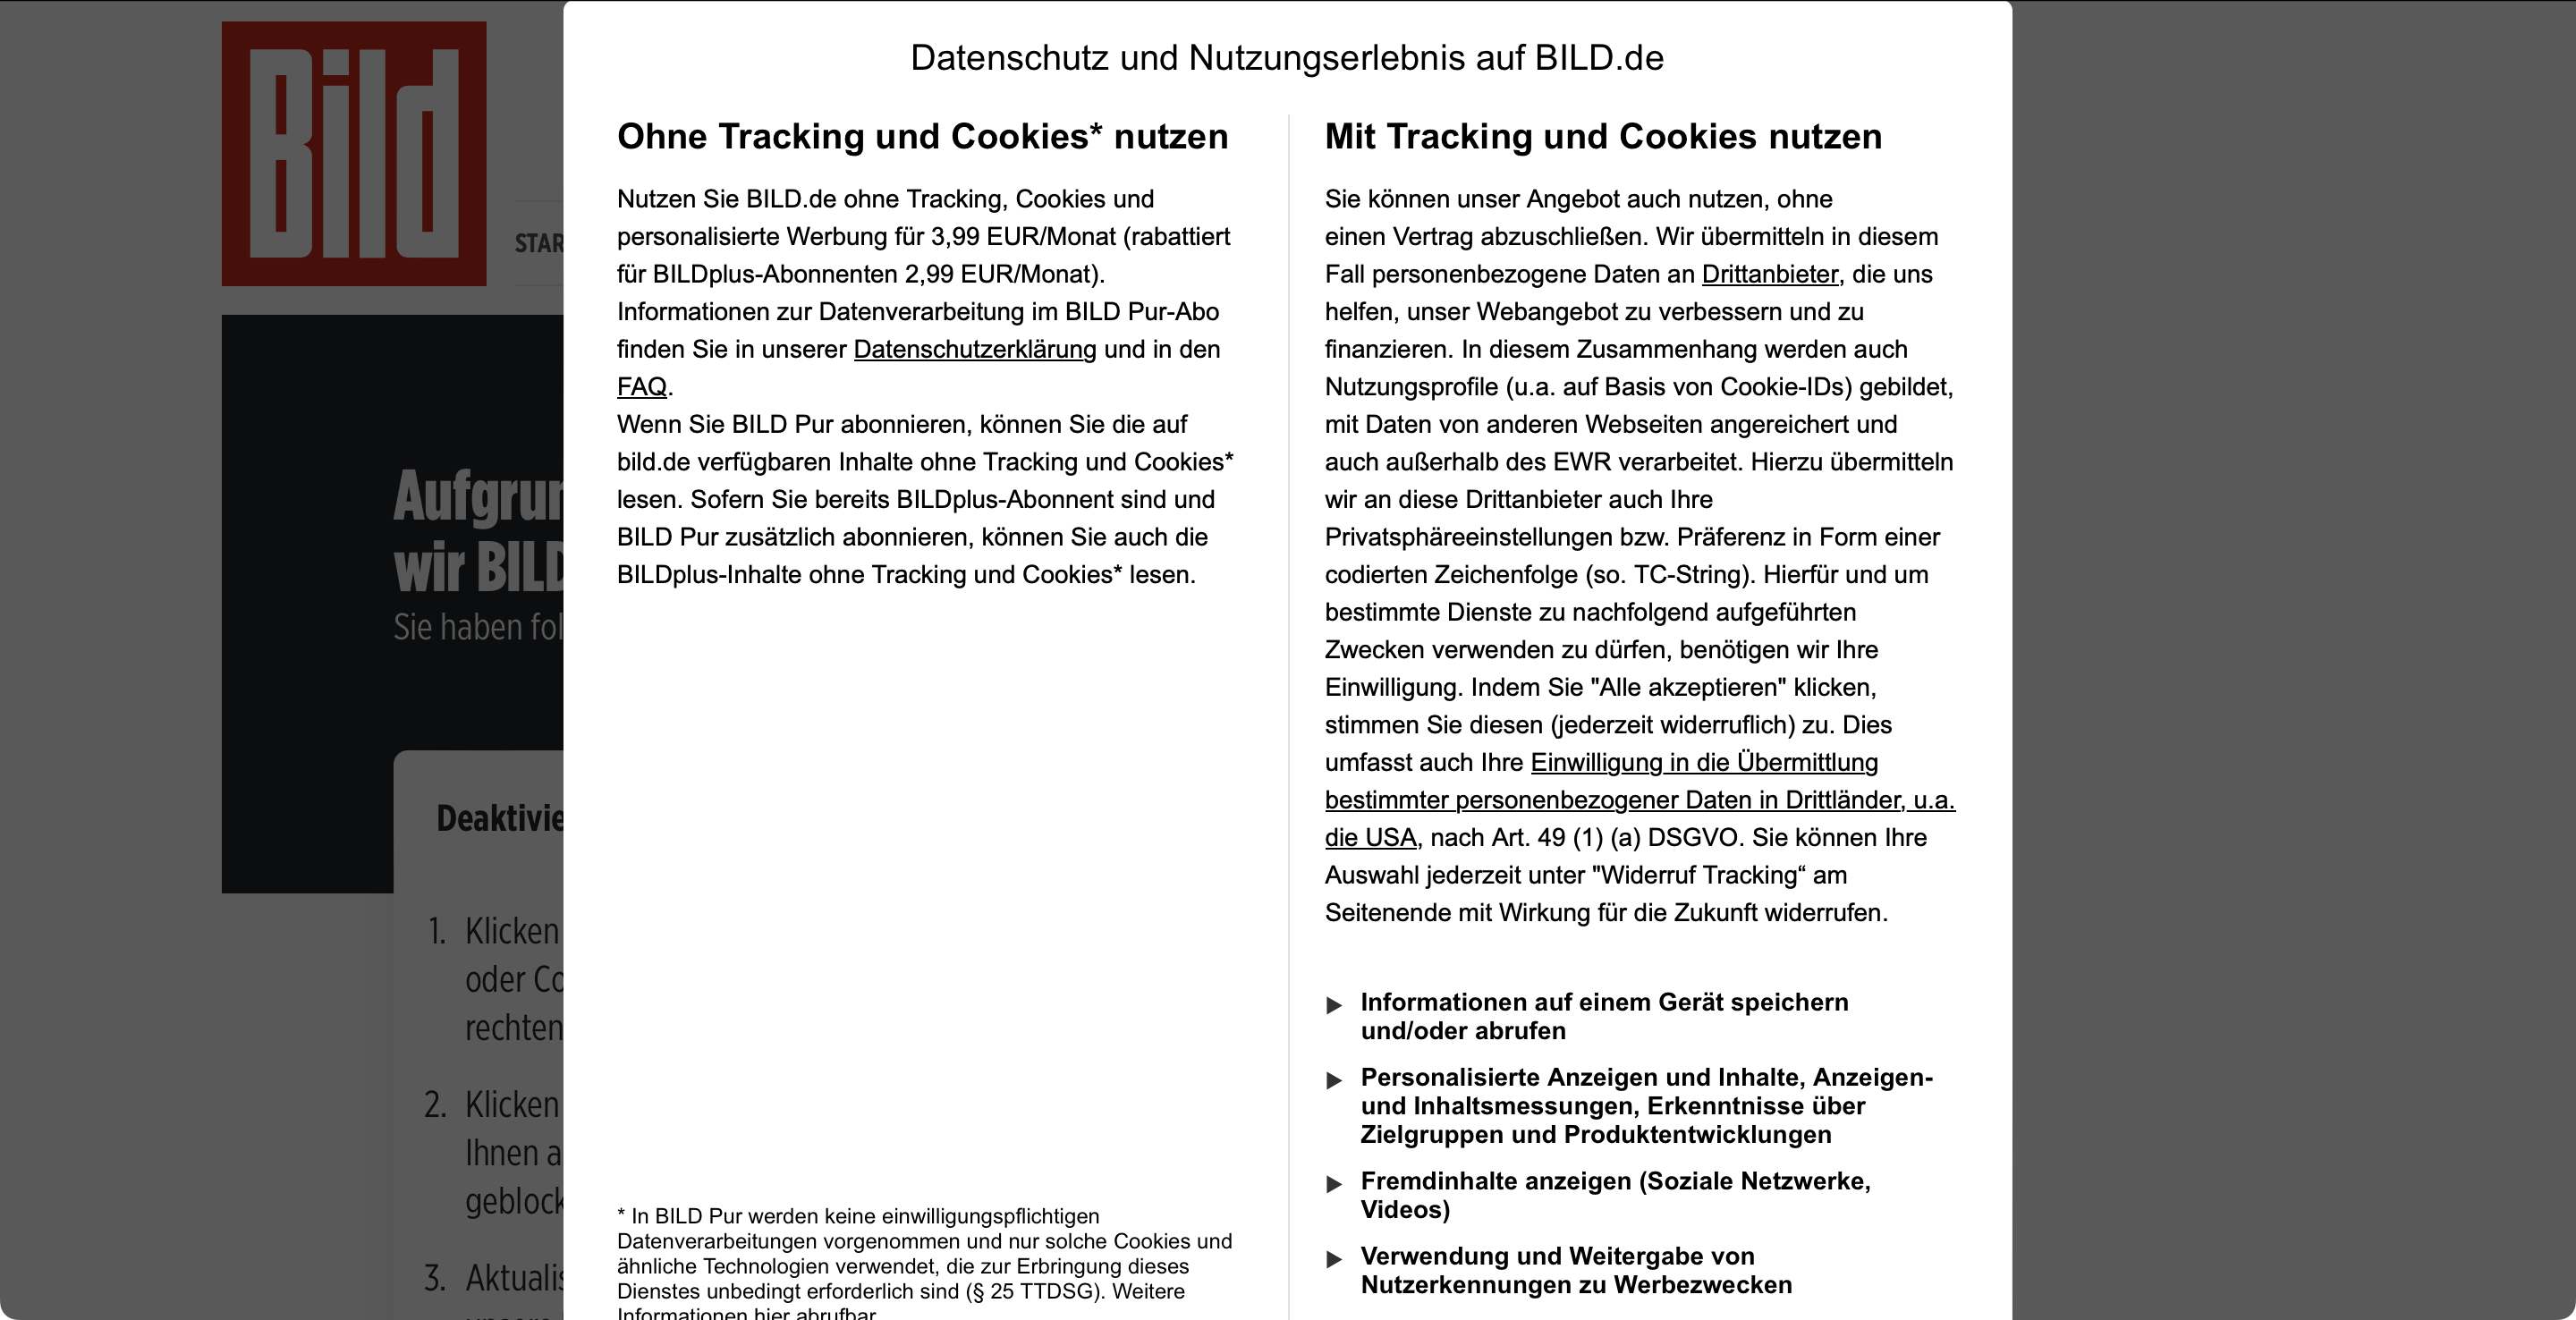 Bild
STAR
Aufgrun
wir BILD
Sie haben fol
Deaktivie
1. Klicken
oder Co
rechten
2. Klicken
Ihnen a
geblock
3. Aktualis
Datenschutz und Nutzungserlebnis auf BILD.de
Ohne Tracking und Cookies* nutzen
Nutzen Sie BILD.de ohne Tracking, Cookies und
personalisierte Werbung für 3,99 EUR/Monat (rabattiert
für BILDplus-Abonnenten 2,99 EUR/Monat).
Informationen zur Datenverarbeitung im BILD Pur-Abo
finden Sie in unserer Datenschutzerklärung und in den
FAQ.
Wenn Sie BILD Pur abonnieren, können Sie die auf
bild.de verfügbaren Inhalte ohne Tracking und Cookies*
lesen. Sofern Sie bereits BILDplus-Abonnent sind und
BILD Pur zusätzlich abonnieren, können Sie auch die
BILDplus-Inhalte ohne Tracking und Cookies* lesen.
* In BILD Pur werden keine einwilligungspflichtigen
Datenverarbeitungen vorgenommen und nur solche Cookies und
ähnliche Technologien verwendet, die zur Erbringung dieses
Dienstes unbedingt erforderlich sind (§ 25 TTDSG). Weitere
Informationen hier abrufbar
Mit Tracking und Cookies nutzen
Sie können unser Angebot auch nutzen, ohne
einen Vertrag abzuschließen. Wir übermitteln in diesem
Fall personenbezogene Daten an Drittanbieter, die uns
helfen, unser Webangebot zu verbessern und zu
finanzieren. In diesem Zusammenhang werden auch
Nutzungsprofile (u.a. auf Basis von Cookie-IDs) gebildet,
mit Daten von anderen Webseiten angereichert und
auch außerhalb des EWR verarbeitet. Hierzu übermitteln
wir an diese Drittanbieter auch Ihre
Privatsphäreeinstellungen bzw. Präferenz in Form einer
codierten Zeichenfolge (so. TC-String). Hierfür und um
bestimmte Dienste zu nachfolgend aufgeführten
Zwecken verwenden zu dürfen, benötigen wir Ihre
Einwilligung. Indem Sie "Alle akzeptieren" klicken,
stimmen Sie diesen (jederzeit widerruflich) zu. Dies
umfasst auch Ihre Einwilligung in die Übermittlung
bestimmter personenbezogener Daten in Drittländer, u.a.
die USA, nach Art. 49 (1) (a) DSGVO. Sie können Ihre
Auswahl jederzeit unter "Widerruf Tracking“ am
Seitenende mit Wirkung für die Zukunft widerrufen.
Informationen auf einem Gerät speichern
und/oder abrufen
Personalisierte Anzeigen und Inhalte, Anzeigen-
und Inhaltsmessungen, Erkenntnisse über
Zielgruppen und Produktentwicklungen
Fremdinhalte anzeigen (Soziale Netzwerke,
Videos)
Verwendung und Weitergabe von
Nutzerkennungen zu Werbezwecken